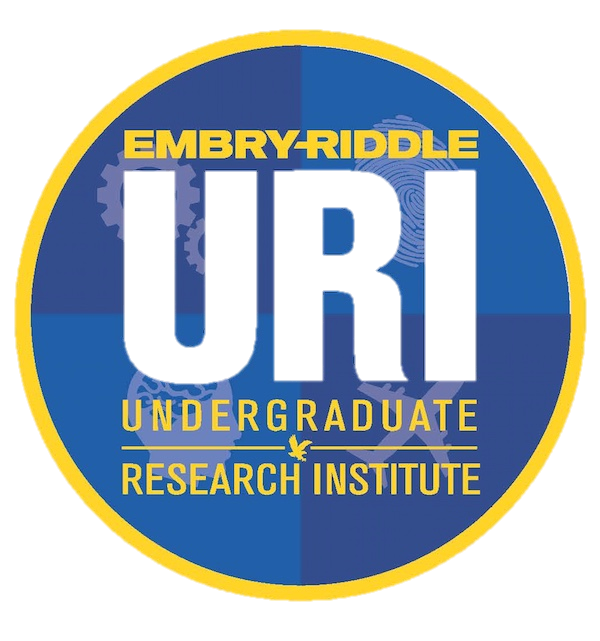 EMBRY-RIDDLE
URI
UNDERGRADUATE
RESEARCH INSTITUTE